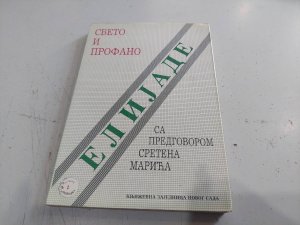 СВЕТО
И
ПРОФАНО
ЕЛИЈАДЕ
СА
ПРЕДГОВОРОМ
СРЕТЕНА
МАРИЋА
КЊИЖЕВНА ЗАЈЕДНИЦА НОВОГ САДА